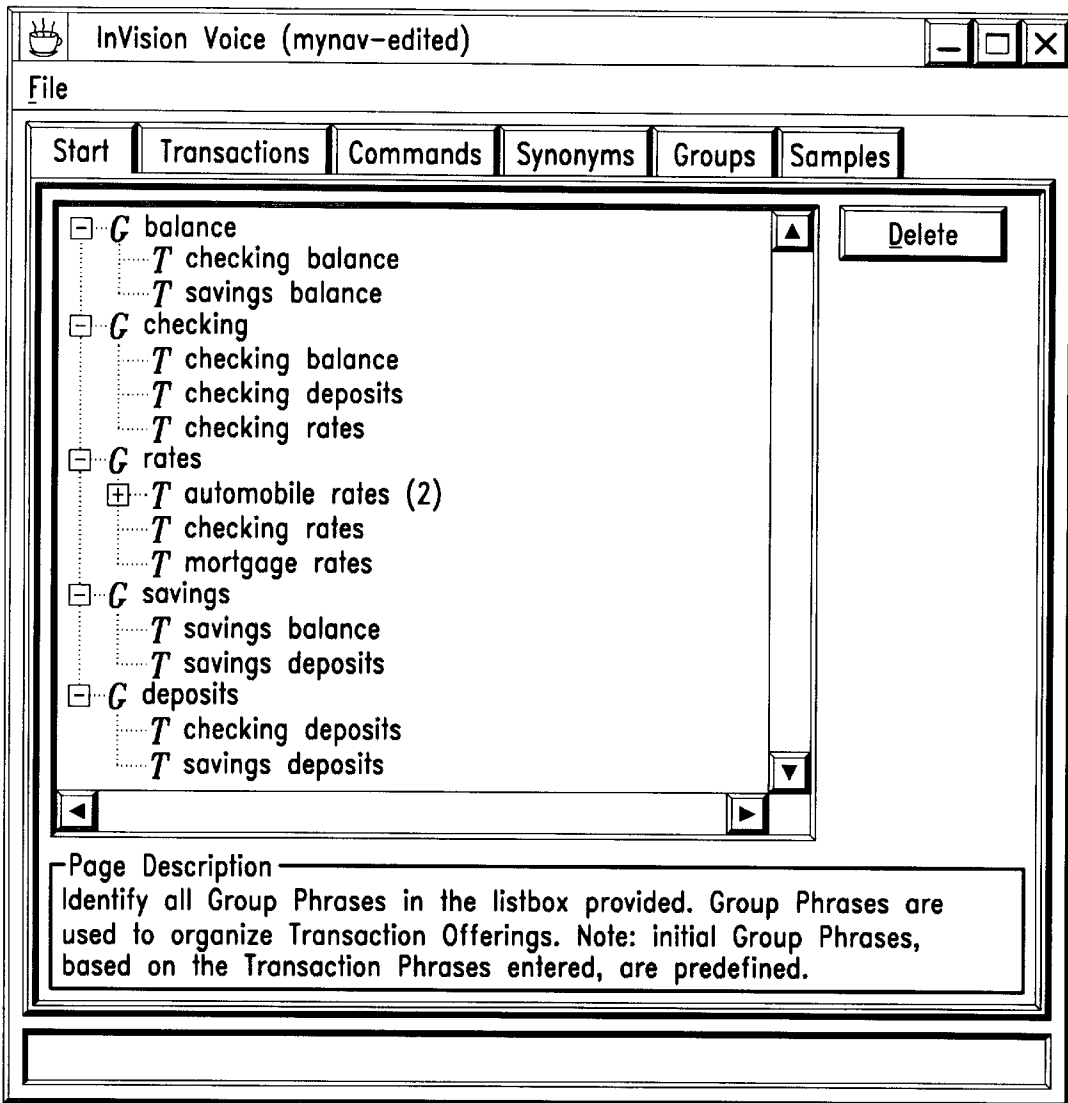 InVision Voice (mynav-edited)
File
Start Transactions Commands Synonyms Groups Samples
G balance
T checking balance
T savings balance
G checking
T checking balance
T checking deposits
T checking rates
G rates
T automobile rates (2)
T checking rates
T mortgage rates
G savings
T savings balance
T savings deposits
G deposits
T checking deposits
T savings deposits
Delete
Page Description
Identify all Group Phrases in the listbox provided. Group Phrases are
used to organize Transaction Offerings. Note: initial Group Phrases,
based on the Transaction Phrases entered, are predefined.